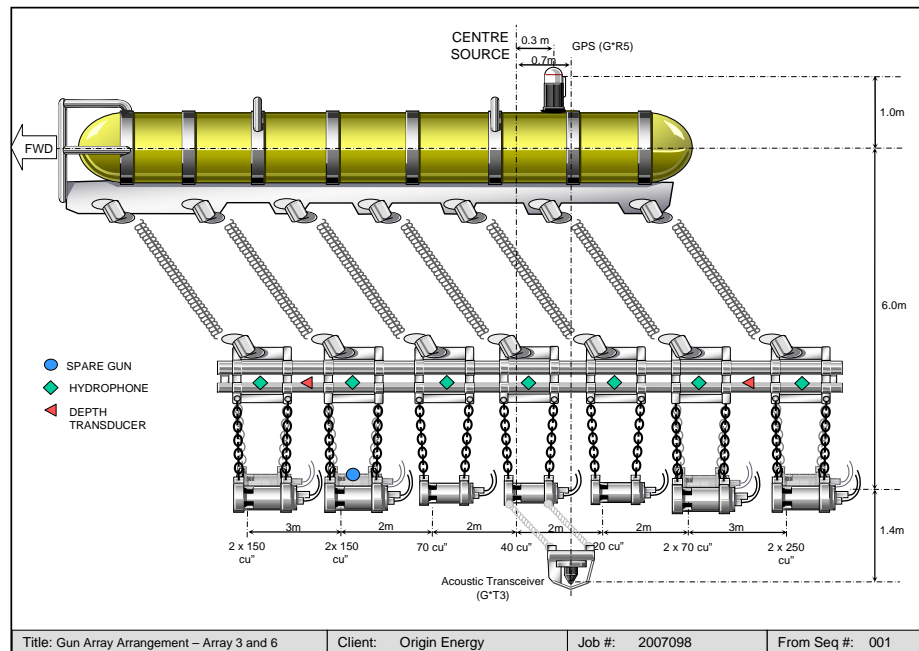 CENTRE
SOURCE
0.3 m
GPS (G*R5)
0.7m
1.0m
FWD
6.0m
SPARE GUN
HYDROPHONE
DEPTH
TRANSDUCER
3m 2m 2m 2m 2m 3m
1.4m
2 x 150
cu"
2x 150
cu"
70 cu"
40 cu"
20 cu"
2 x 70 cu"
2 x 250
cu"
Acoustic Transceiver
(G*T3)
Title: Gun Array Arrangement – Array 3 and 6 Client: Origin Energy Job #: 2007098 From Seq #: 001